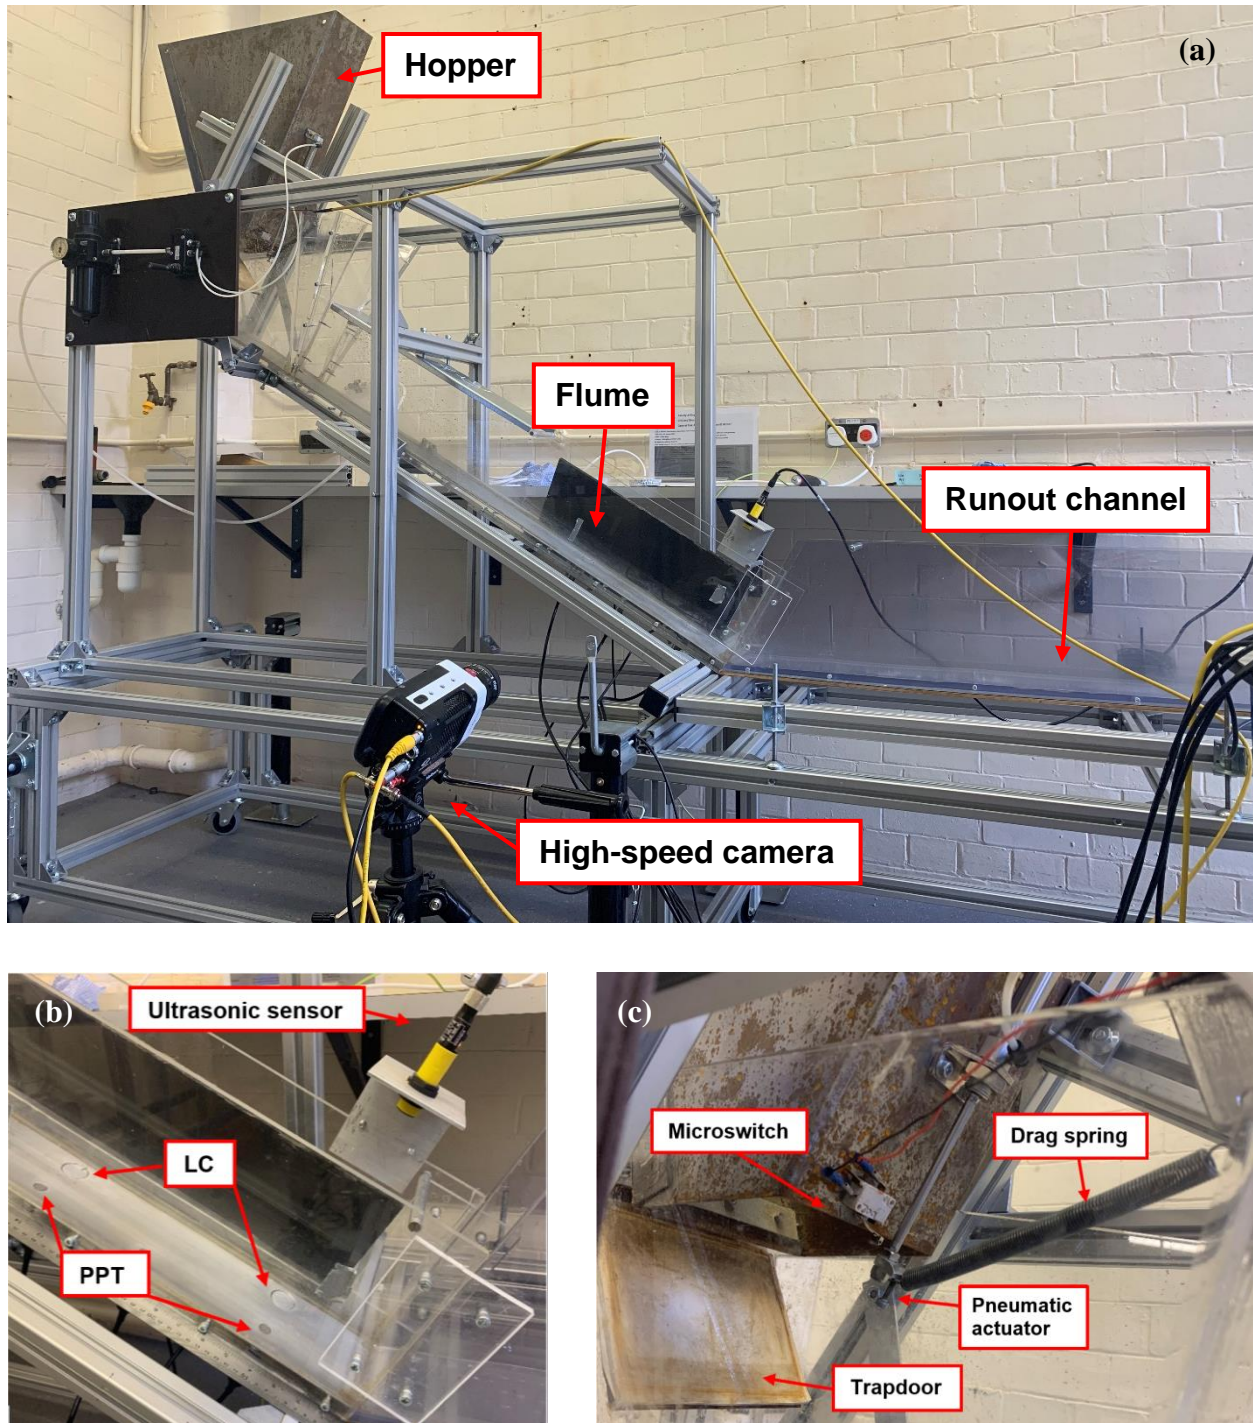 (a)
Hopper
Flume
Runout channel
High-speed camera
(b)
Ultrasonic sensor
LC
PPT
(c)
Microswitch
Drag spring
Pneumatic
actuator
Trapdoor